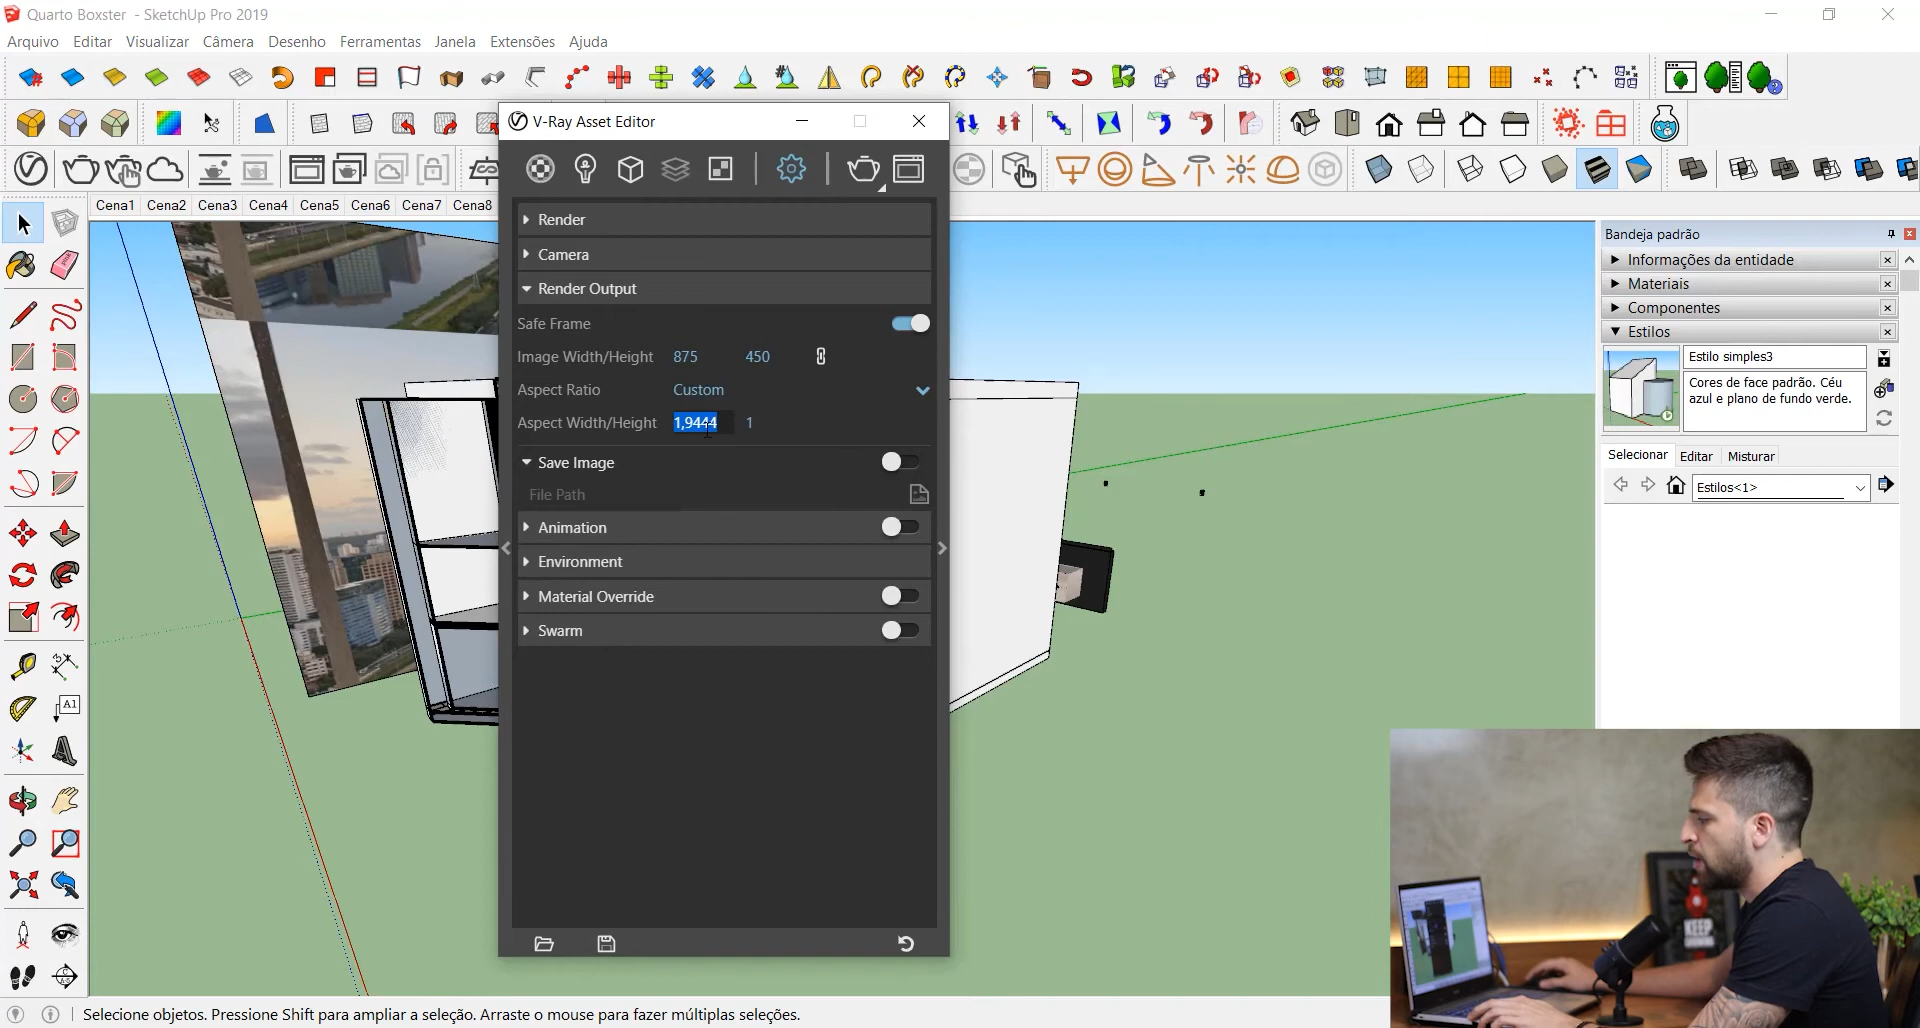 Quarto Boxster - SketchUp Pro 2019
Arquivo Editar Visualizar Câmera Desenho Ferramentas Janela Extensões Ajuda
V-Ray Asset Editor
Cena1 Cena2 Cena3 Cena4 Cena5 Cena6 Cena7 Cena8
Render
Camera
Render Output
Safe Frame
Image Width/Height 875 450
Aspect Ratio Custom
Aspect Width/Height 1,9444 1
Save Image
File Path
Animation
Environment
Material Override
Swarm
Bandeja padrão
Informações da entidade
Materiais
Componentes
Estilos
Estilo simples3
Cores de face padrão. Céu
azul e plano de fundo verde.
Selecionar Editar Misturar
Estilos<1>
A1
KEEP
Selecione objetos. Pressione Shift para ampliar a seleção. Arraste o mouse para fazer múltiplas seleções.